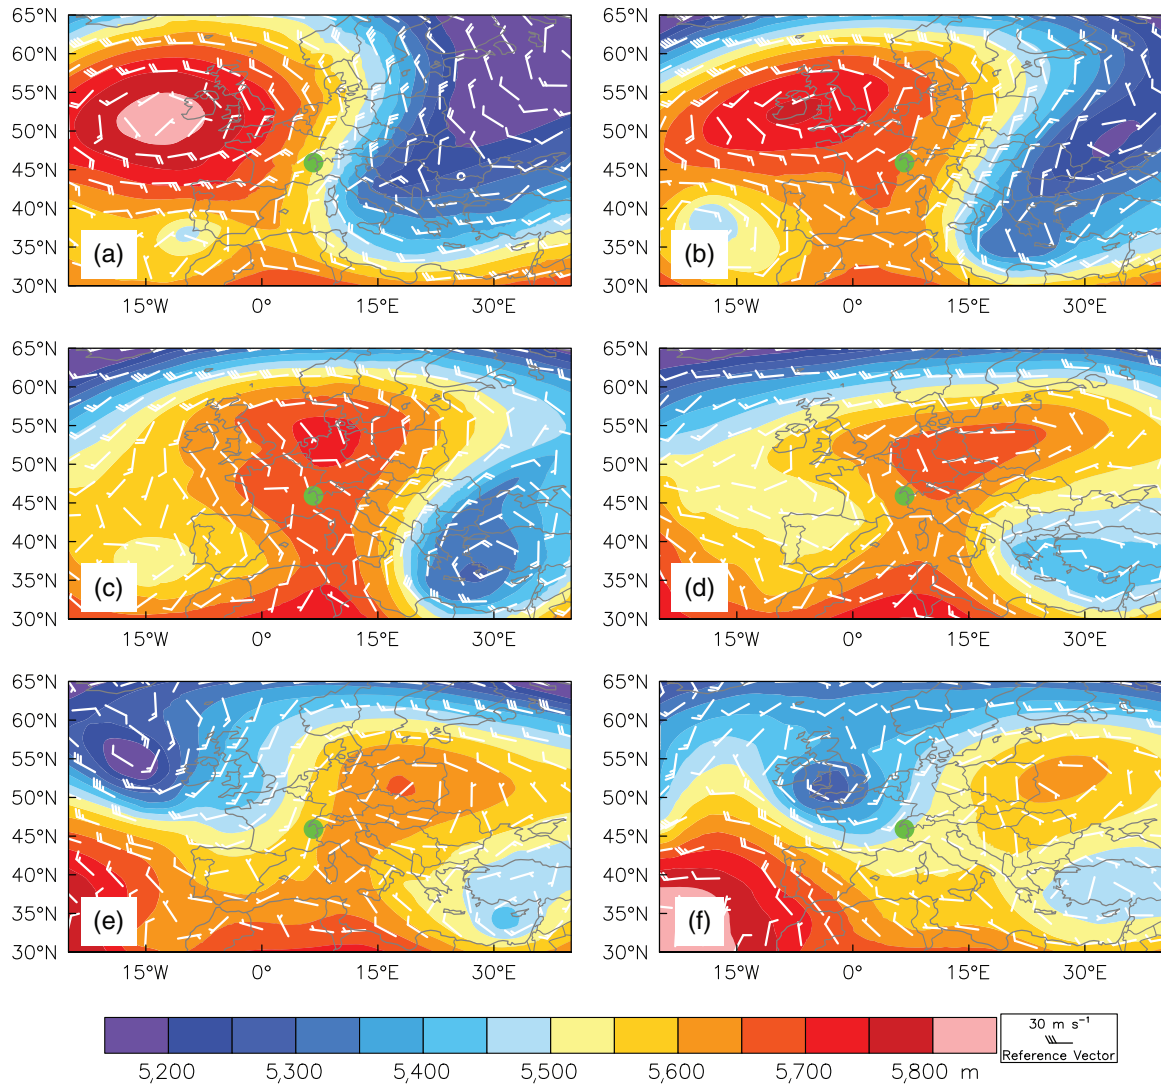 65°N
60°N
55°N
50°N
45°N
40°N
35°N
30°N
(a)
15°W 0° 15°E 30°E
65°N
60°N
55°N
50°N
45°N
40°N
35°N
30°N
(b)
15°W 0° 15°E 30°E
65°N
60°N
55°N
50°N
45°N
40°N
35°N
30°N
(c)
15°W 0° 15°E 30°E
65°N
60°N
55°N
50°N
45°N
40°N
35°N
30°N
(d)
15°W 0° 15°E 30°E
65°N
60°N
55°N
50°N
45°N
40°N
35°N
30°N
(e)
15°W 0° 15°E 30°E
65°N
60°N
55°N
50°N
45°N
40°N
35°N
30°N
(f)
15°W 0° 15°E 30°E
5,200 5,300 5,400 5,500 5,600 5,700 5,800 m
30 m s⁻¹
Reference Vector